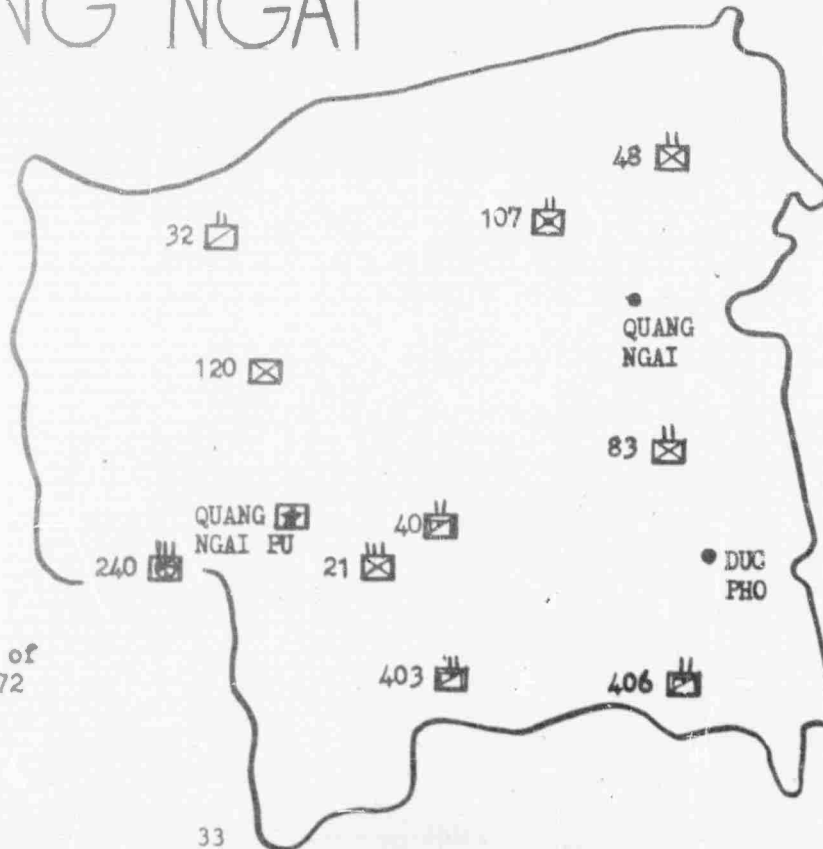 NG NGAI
48
107
32
QUANG
NGAI
120
83
QUANG
NGAI PU
40
240
21
DUC
PHO
of
72
403
406
33